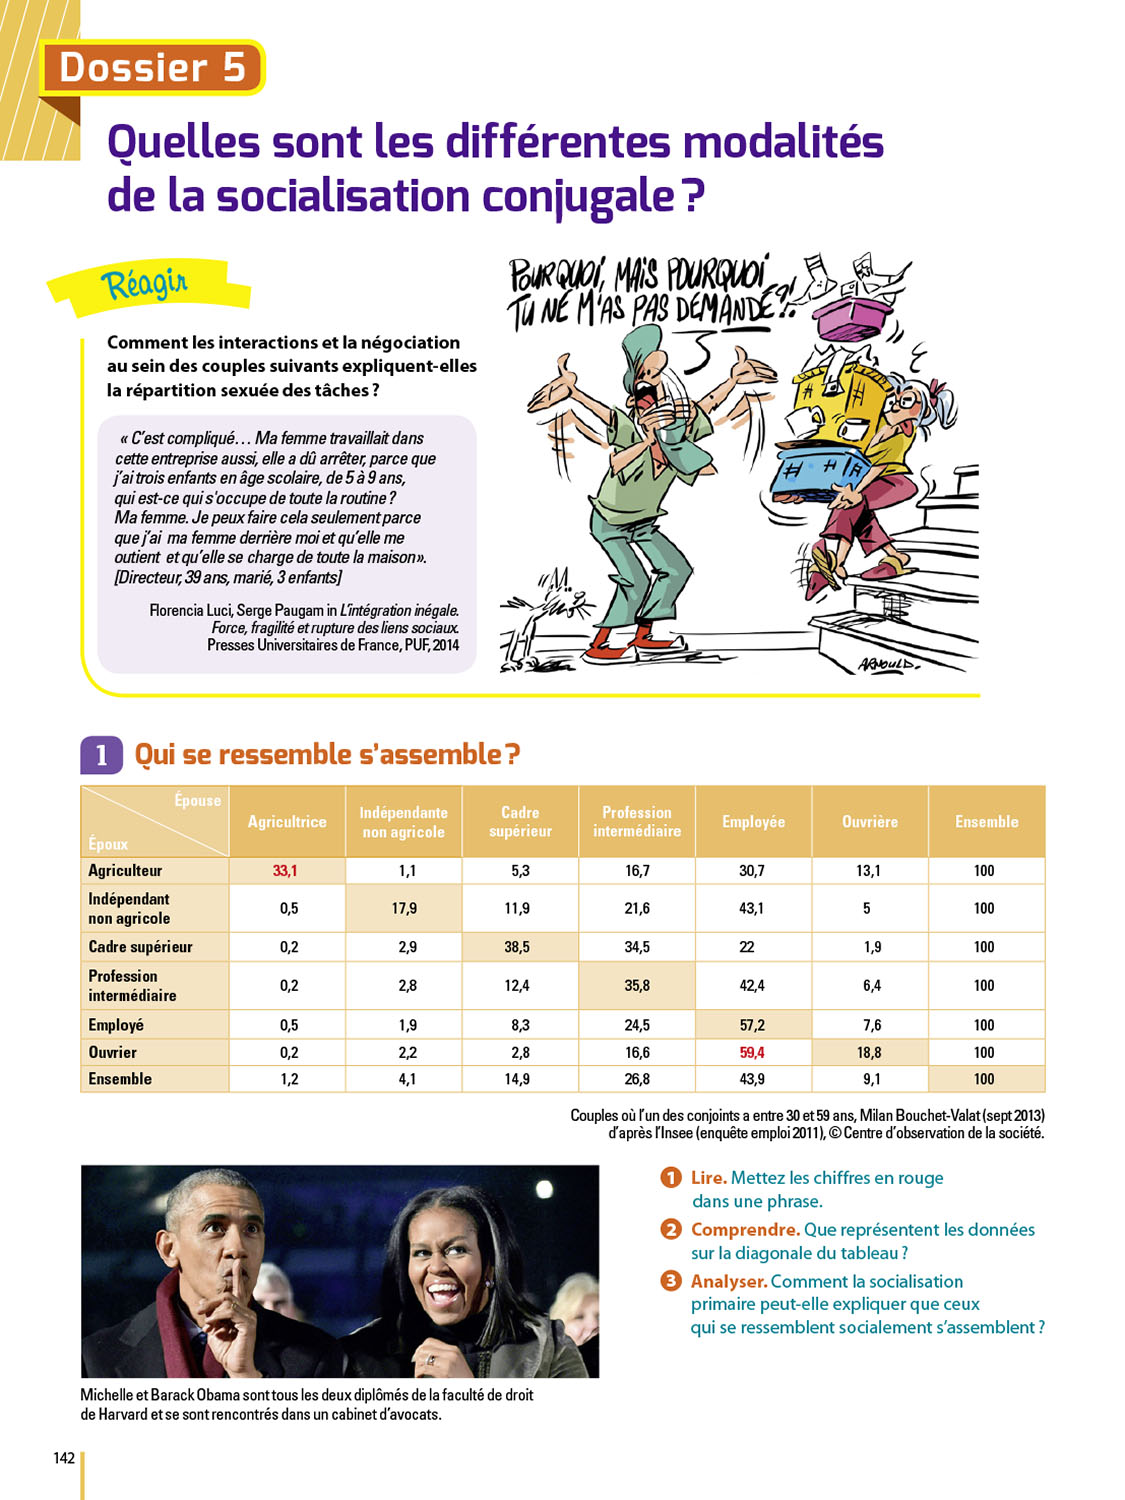 Dossier 5
Quelles sont les différentes modalités
de la socialisation conjugale ?
Réagir
Comment les interactions et la négociation
au sein des couples suivants expliquent-elles
la répartition sexuée des tâches ?
« C'est compliqué… Ma femme travaillait dans
cette entreprise aussi, elle a dû arrêter, parce que
j'ai trois enfants en âge scolaire, de 5 à 9 ans,
qui est-ce qui s'occupe de toute la routine ?
Ma femme. Je peux faire cela seulement parce
que j'ai ma femme derrière moi et qu'elle me
outient et qu'elle se charge de toute la maison».
[Directeur, 39 ans, marié, 3 enfants]
Florencia Luci, Serge Paugam in L'intégration inégale.
Force, fragilité et rupture des liens sociaux.
Presses Universitaires de France, PUF, 2014
POURQUOI, MAIS POURQUOI
TU NE M'AS PAS DEMANDÉ ?!
ARNOULD.
1 Qui se ressemble s'assemble ?
Épouse
Époux
Agricultrice Indépendante non agricole Cadre supérieur Profession intermédiaire Employée Ouvrière Ensemble
Agriculteur 33,1 1,1 5,3 16,7 30,7 13,1 100
Indépendant
non agricole 0,5 17,9 11,9 21,6 43,1 5 100
Cadre supérieur 0,2 2,9 38,5 34,5 22 1,9 100
Profession
intermédiaire 0,2 2,8 12,4 35,8 42,4 6,4 100
Employé 0,5 1,9 8,3 24,5 57,2 7,6 100
Ouvrier 0,2 2,2 2,8 16,6 59,4 18,8 100
Ensemble 1,2 4,1 14,9 26,8 43,9 9,1 100
Couples où l'un des conjoints a entre 30 et 59 ans, Milan Bouchet-Valat (sept 2013)
d'après l'Insee (enquête emploi 2011), © Centre d'observation de la société.
1 Lire. Mettez les chiffres en rouge
dans une phrase.
2 Comprendre. Que représentent les données
sur la diagonale du tableau ?
3 Analyser. Comment la socialisation
primaire peut-elle expliquer que ceux
qui se ressemblent socialement s'assemblent ?
Michelle et Barack Obama sont tous les deux diplômés de la faculté de droit
de Harvard et se sont rencontrés dans un cabinet d'avocats.
142